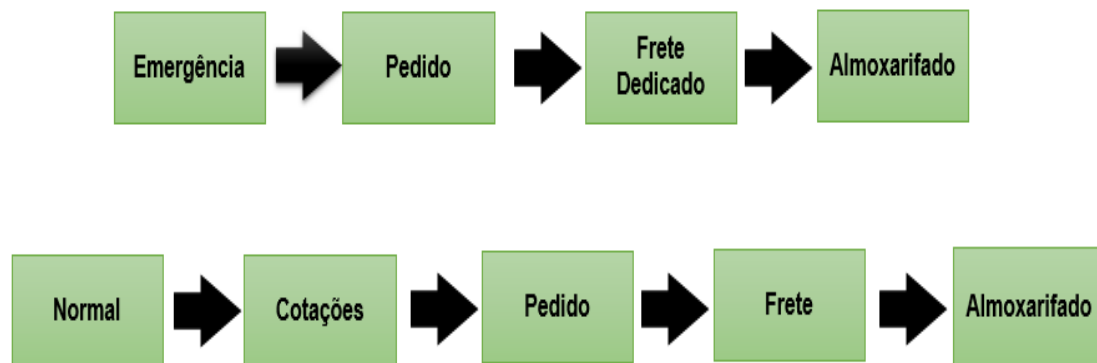 Emergência
Pedido
Frete
Dedicado
Almoxarifado
Normal
Cotações
Pedido
Frete
Almoxarifado